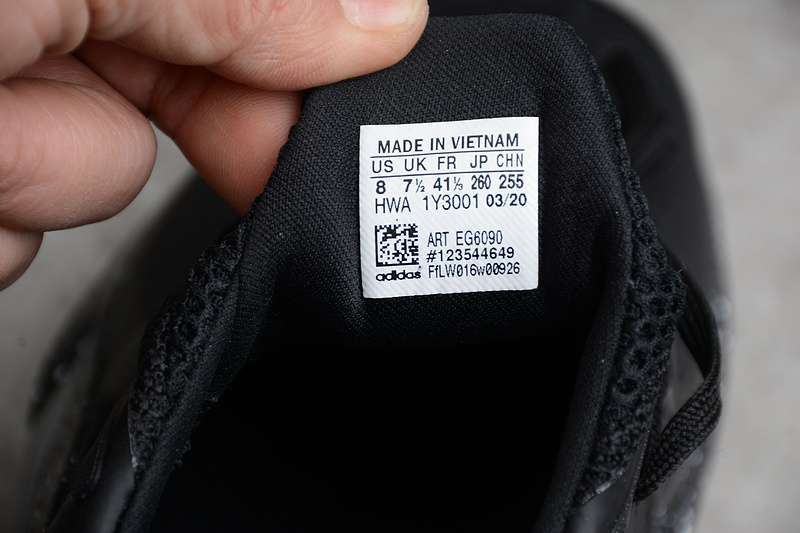 MADE IN VIETNAM
US UK FR JP CHN
8 7½ 41⅓ 260 255
HWA 1Y3001 03/20
ART EG6090
#123544649
adidas FfLW016w00926